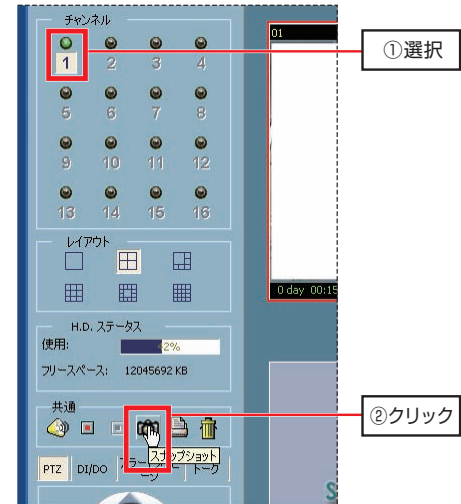 チャンネル
01
①選択
1 2 3 4
5 6 7 8
9 10 11 12
13 14 15 16
レイアウト
0 day 00:15
H.D. ステータス
使用: 42%
フリースペース: 12045692 KB
共通
②クリック
スナップショット
PTZ DI/DO トーク
S